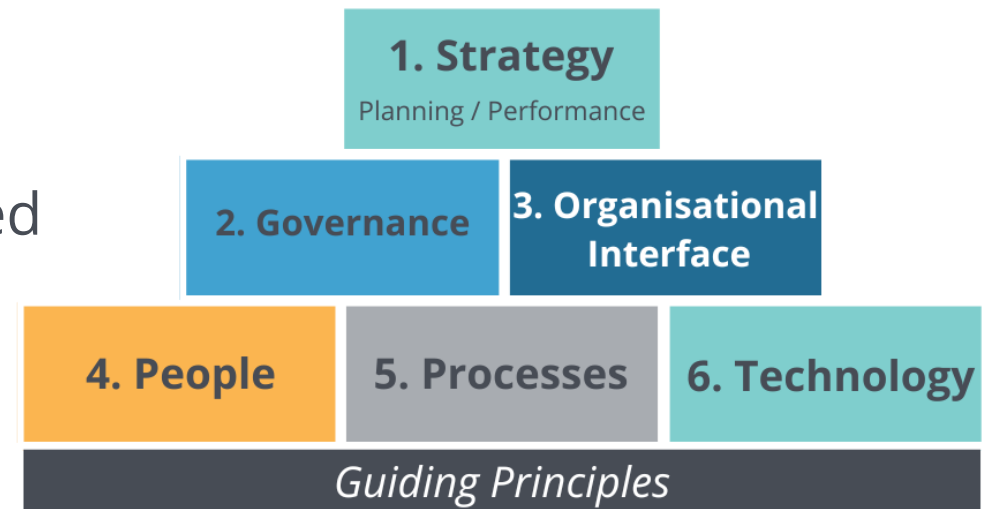 1. Strategy
Planning / Performance
ed
2. Governance
3. Organisational
Interface
4. People
5. Processes
6. Technology
Guiding Principles